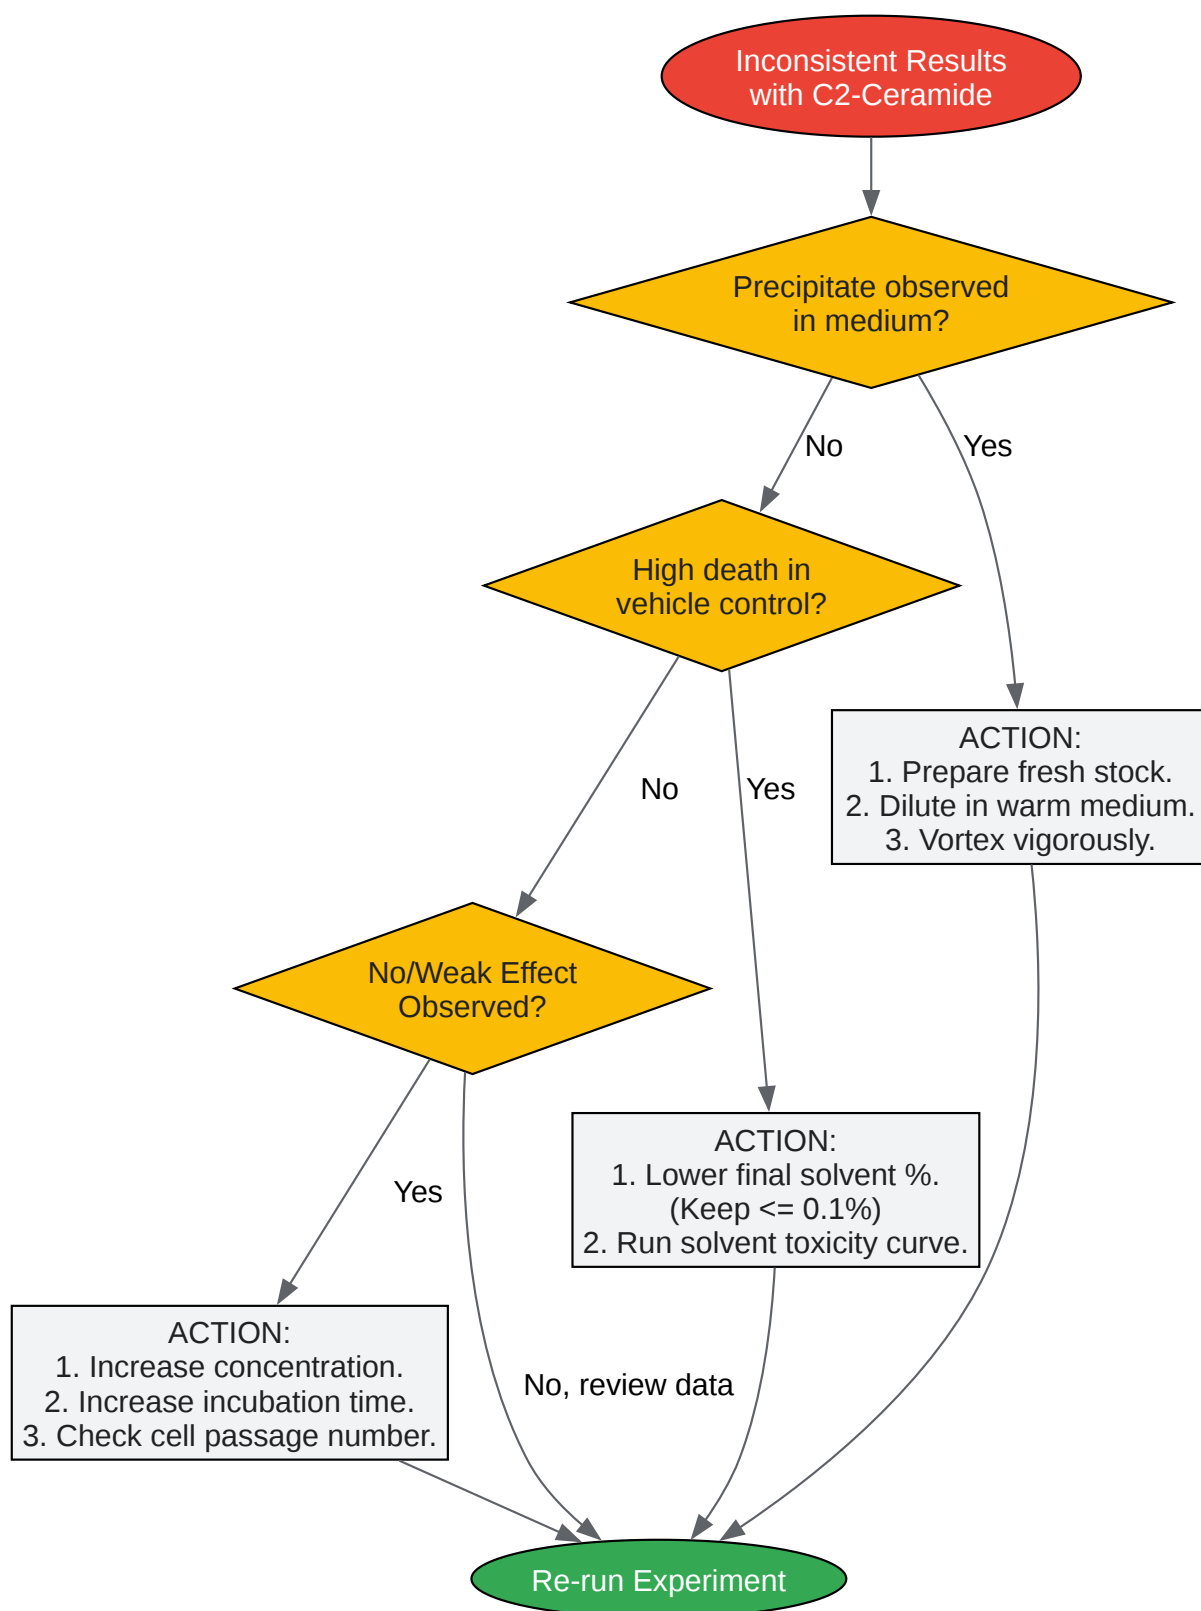 Inconsistent Results
with C2-Ceramide
Precipitate observed
in medium?
No
Yes
High death in
vehicle control?
ACTION:
1. Prepare fresh stock.
2. Dilute in warm medium.
3. Vortex vigorously.
No
Yes
No/Weak Effect
Observed?
ACTION:
1. Lower final solvent %.
(Keep <= 0.1%)
2. Run solvent toxicity curve.
Yes
ACTION:
1. Increase concentration.
2. Increase incubation time.
3. Check cell passage number.
No, review data
Re-run Experiment